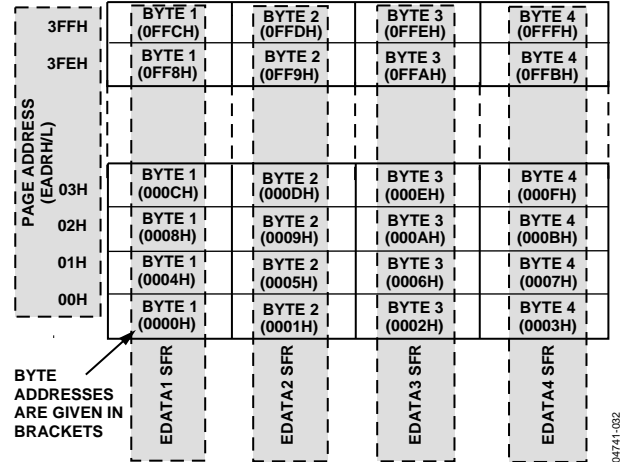 3FFH
BYTE 1
(0FFCH)
BYTE 2
(0FFDH)
BYTE 3
(0FFEH)
BYTE 4
(0FFFH)
3FEH
BYTE 1
(0FF8H)
BYTE 2
(0FF9H)
BYTE 3
(0FFAH)
BYTE 4
(0FFBH)
PAGE ADDRESS
(EADRH/L)
03H
BYTE 1
(000CH)
BYTE 2
(000DH)
BYTE 3
(000EH)
BYTE 4
(000FH)
02H
BYTE 1
(0008H)
BYTE 2
(0009H)
BYTE 3
(000AH)
BYTE 4
(000BH)
01H
BYTE 1
(0004H)
BYTE 2
(0005H)
BYTE 3
(0006H)
BYTE 4
(0007H)
00H
BYTE 1
(0000H)
BYTE 2
(0001H)
BYTE 3
(0002H)
BYTE 4
(0003H)
BYTE
ADDRESSES
ARE GIVEN IN
BRACKETS
EDATA1 SFR
EDATA2 SFR
EDATA3 SFR
EDATA4 SFR
04741-032